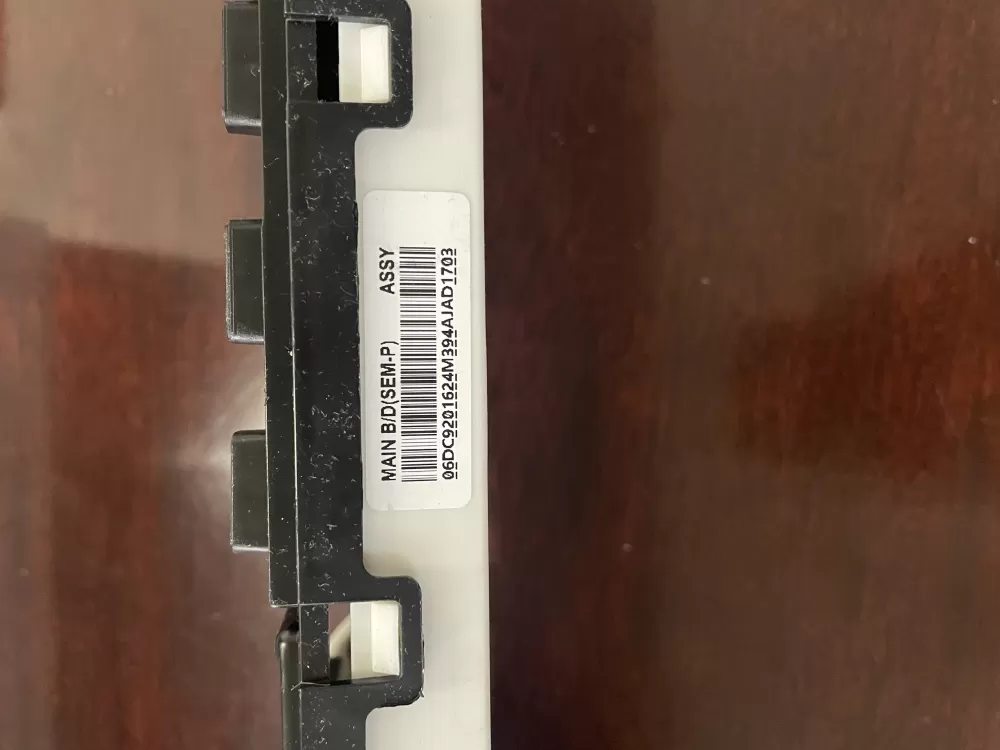 MAIN B/D(SEM-P) ASSY
06DC9201624M394AJAD1703